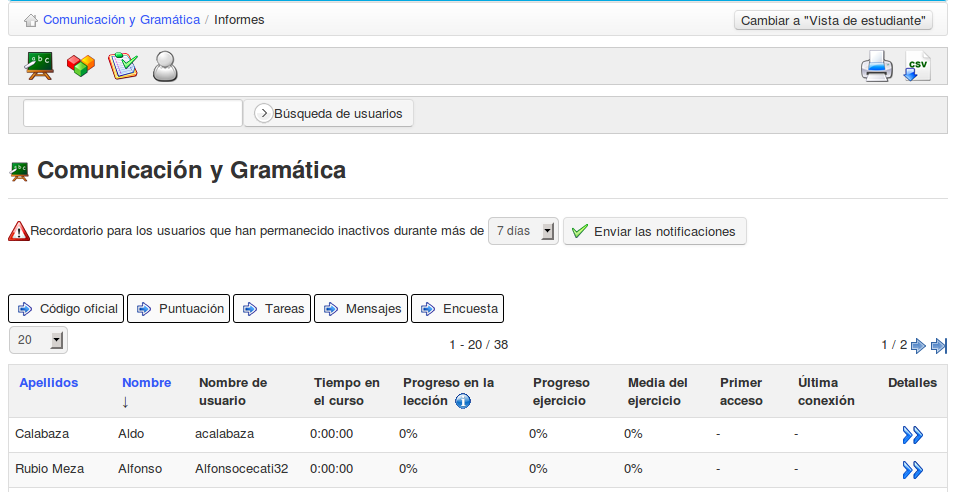 Comunicación y Gramática / Informes
Cambiar a "Vista de estudiante"
abc
CSV
Búsqueda de usuarios
abc Comunicación y Gramática
Recordatorio para los usuarios que han permanecido inactivos durante más de 7 días Enviar las notificaciones
Código oficial Puntuación Tareas Mensajes Encuesta
20 1 - 20 / 38 1 / 2
Apellidos Nombre ↓ Nombre de usuario Tiempo en el curso Progreso en la lección Progreso ejercicio Media del ejercicio Primer acceso Última conexión Detalles
Calabaza Aldo acalabaza 0:00:00 0% 0% 0% - -
Rubio Meza Alfonso Alfonsocecati32 0:00:00 0% 0% 0% - -